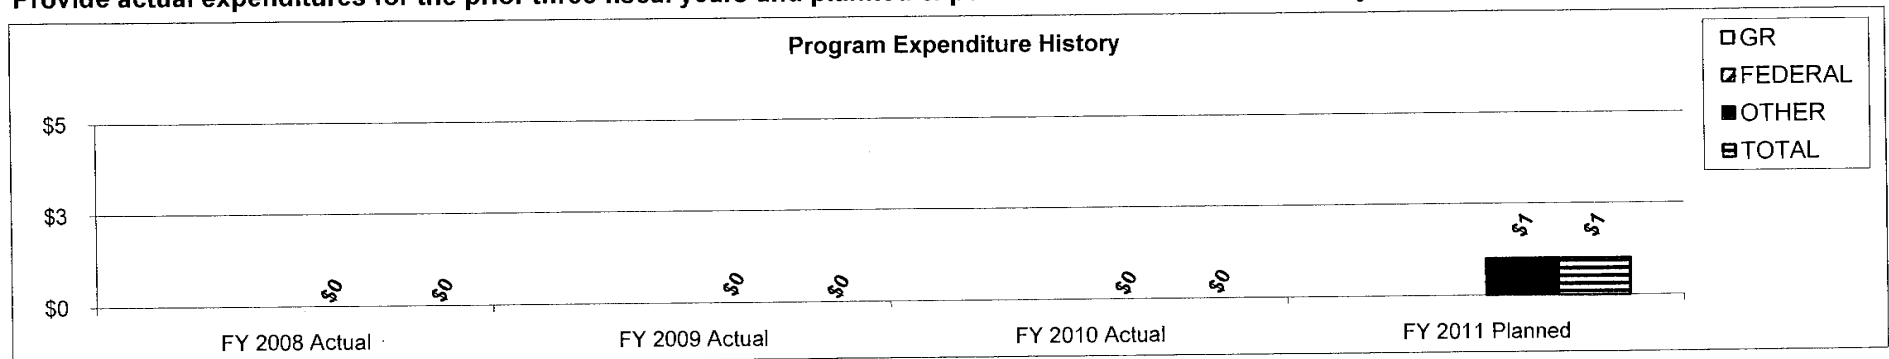 Program Expenditure History
GR
FEDERAL
OTHER
TOTAL
$5
$3
$0
$0
$0
$0
$0
$0
$0
$1
$1
FY 2008 Actual
FY 2009 Actual
FY 2010 Actual
FY 2011 Planned